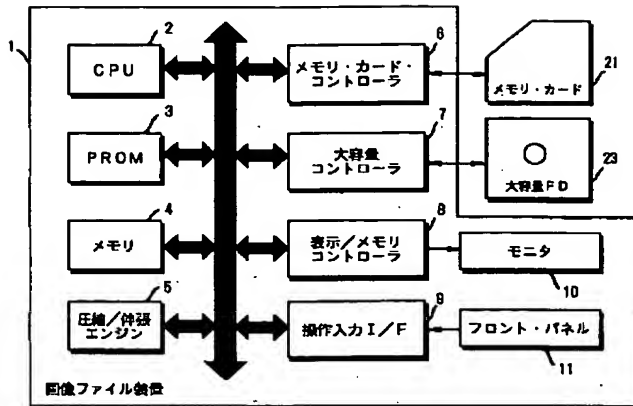 1
2
CPU
3
PROM
4
メモリ
5
圧縮/伸張
エンジン
6
メモリ・カード・
コントローラ
7
大容量
コントローラ
8
表示/メモリ
コントローラ
9
操作入力I/F
21
メモリ・カード
23
大容量FD
モニタ
10
フロント・パネル
11
画像ファイル装置